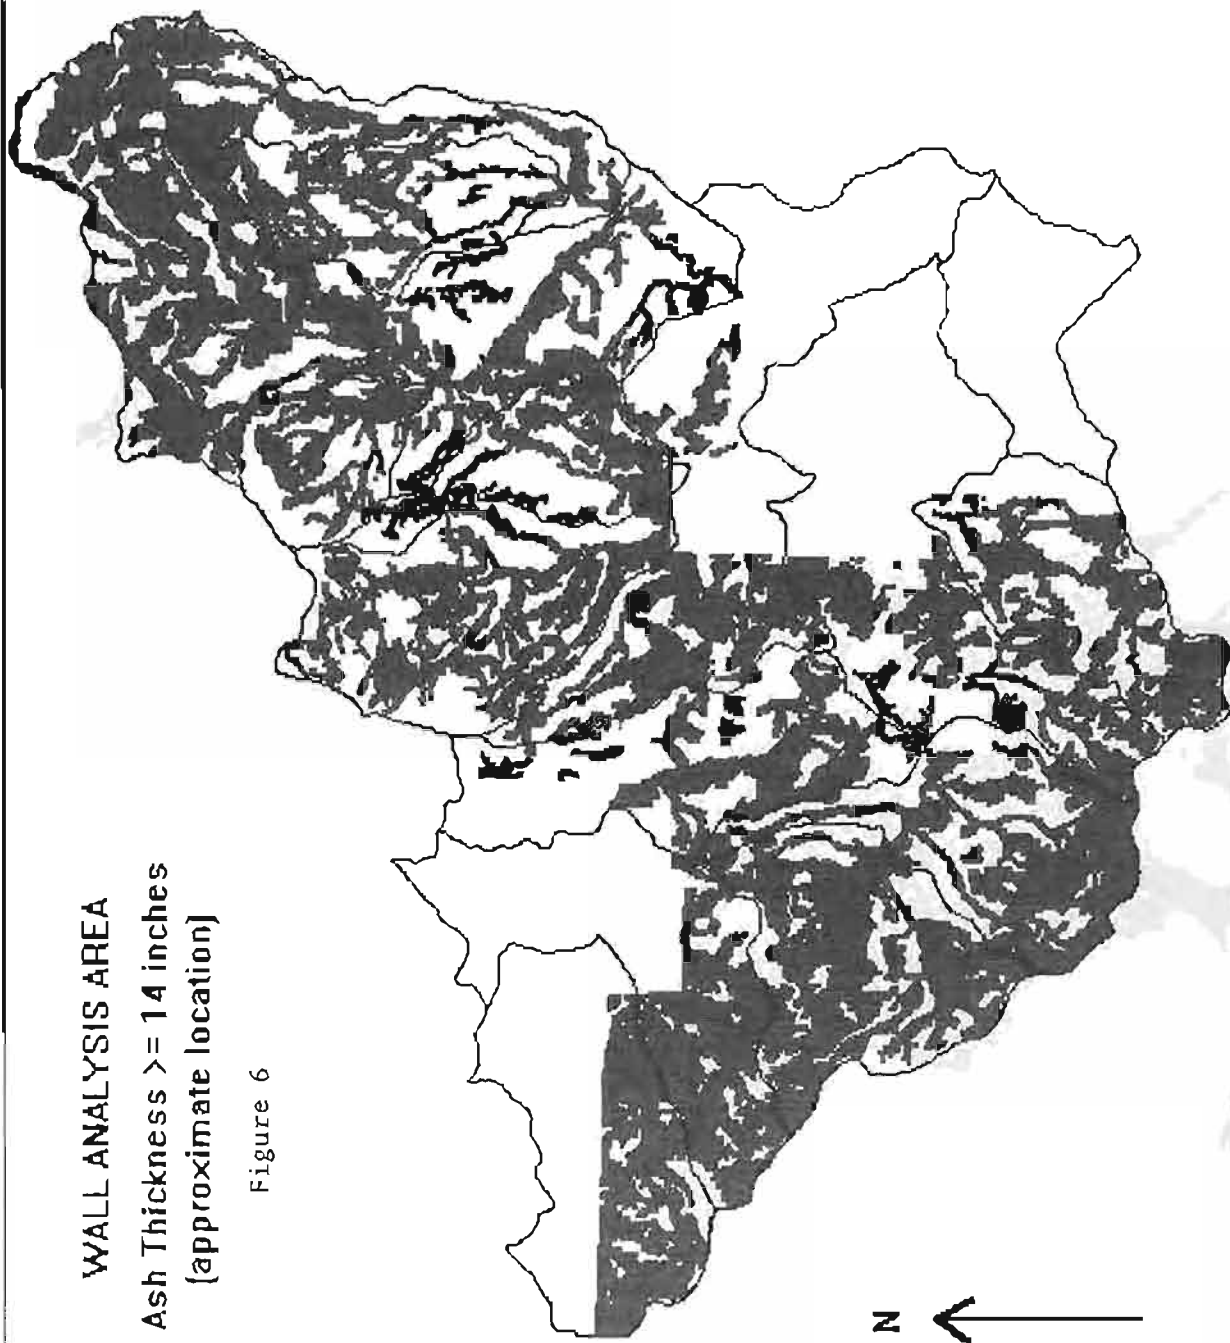 WALL ANALYSIS AREA
Ash Thickness >= 14 inches
(approximate location)
Figure 6
N